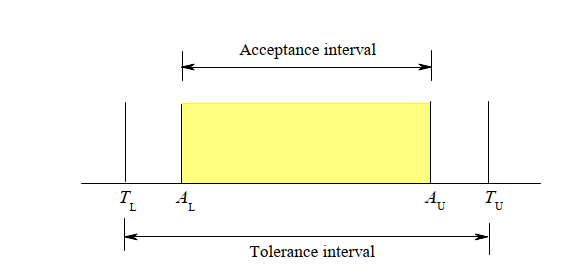 Acceptance interval
T_L A_L A_U T_U
Tolerance interval